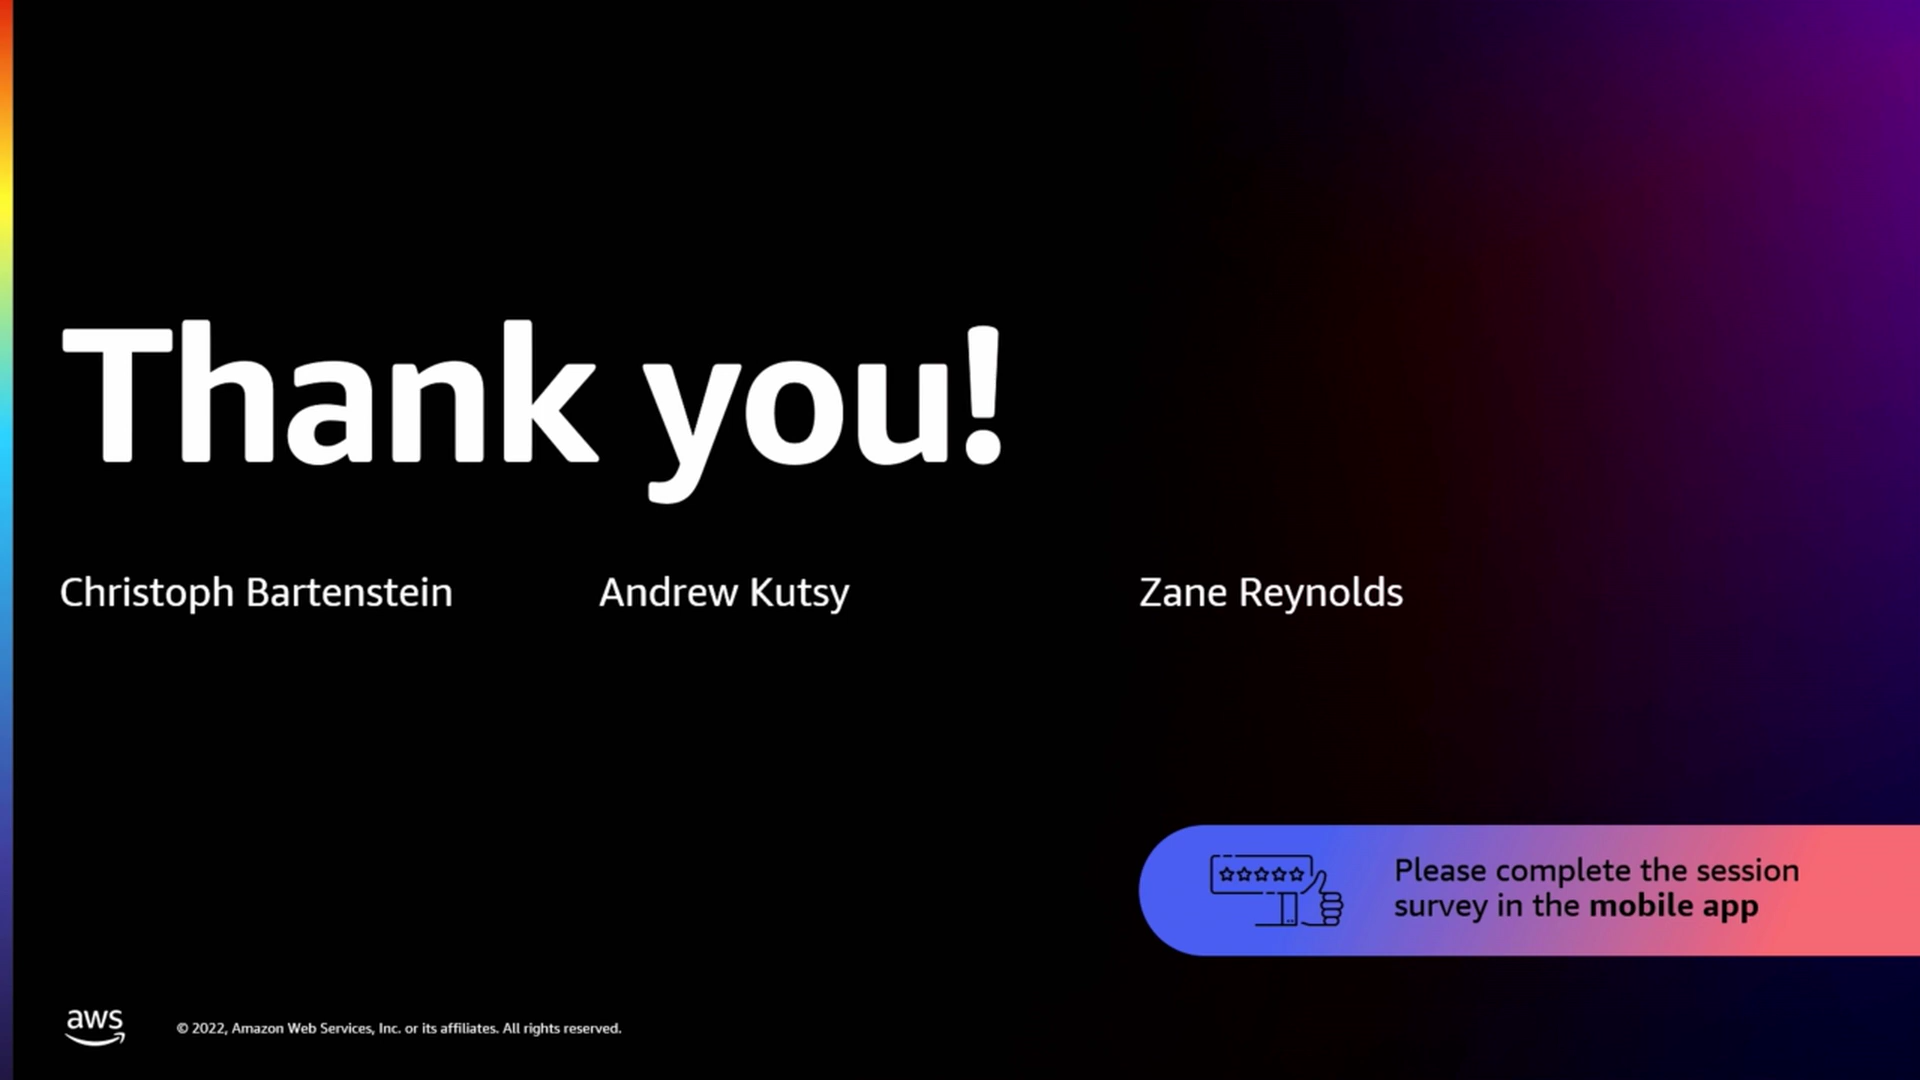 Thank you!
Christoph Bartenstein
Andrew Kutsy
Zane Reynolds
Please complete the session
survey in the mobile app
aws
© 2022, Amazon Web Services, Inc. or its affiliates. All rights reserved.